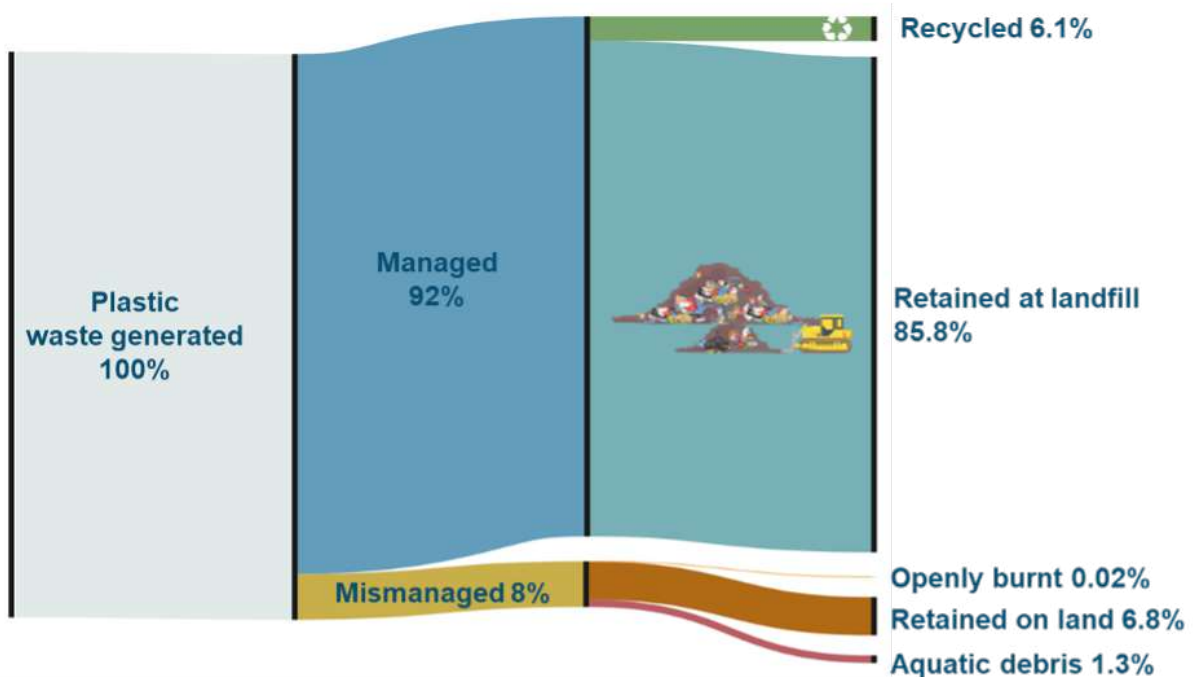 Recycled 6.1%
Managed
92%
Plastic
waste generated
100%
Retained at landfill
85.8%
Mismanaged 8%
Openly burnt 0.02%
Retained on land 6.8%
Aquatic debris 1.3%